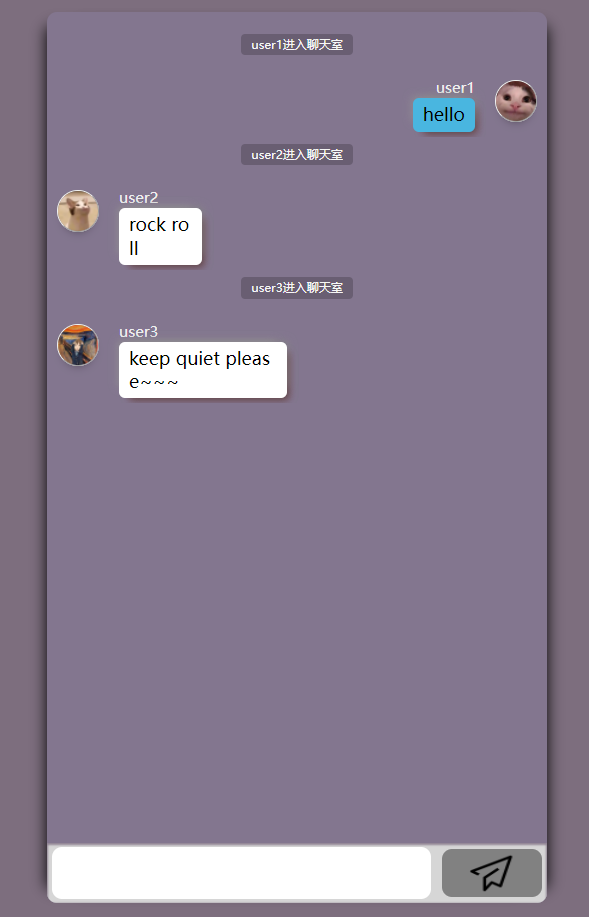 user1进入聊天室
user1
hello
user2进入聊天室
user2
rock ro
ll
user3进入聊天室
user3
keep quiet pleas
e~~~